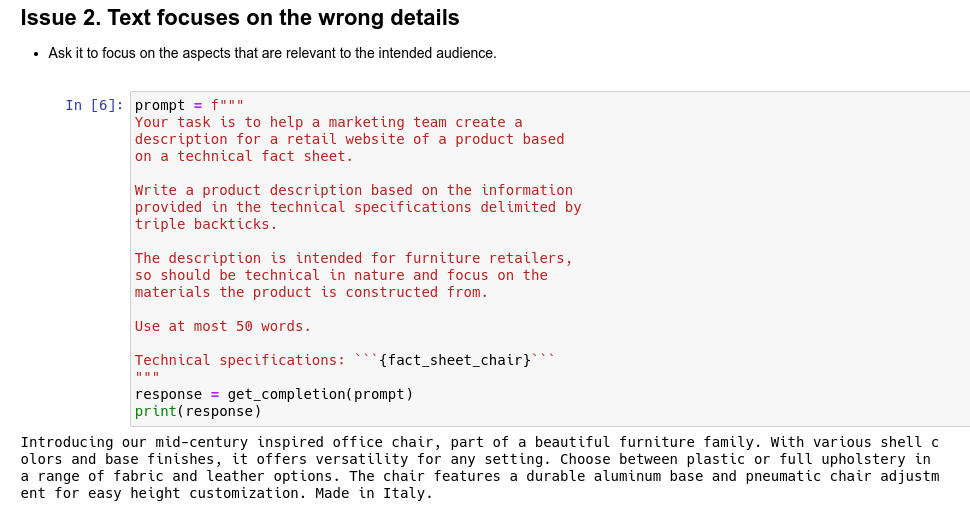 Issue 2. Text focuses on the wrong details
• Ask it to focus on the aspects that are relevant to the intended audience.
In [6]: prompt = f"""
Your task is to help a marketing team create a
description for a retail website of a product based
on a technical fact sheet.
Write a product description based on the information
provided in the technical specifications delimited by
triple backticks.
The description is intended for furniture retailers,
so should be technical in nature and focus on the
materials the product is constructed from.
Use at most 50 words.
Technical specifications: ```{fact_sheet_chair}```
"""
response = get_completion(prompt)
print(response)
Introducing our mid-century inspired office chair, part of a beautiful furniture family. With various shell c
olors and base finishes, it offers versatility for any setting. Choose between plastic or full upholstery in
a range of fabric and leather options. The chair features a durable aluminum base and pneumatic chair adjustm
ent for easy height customization. Made in Italy.